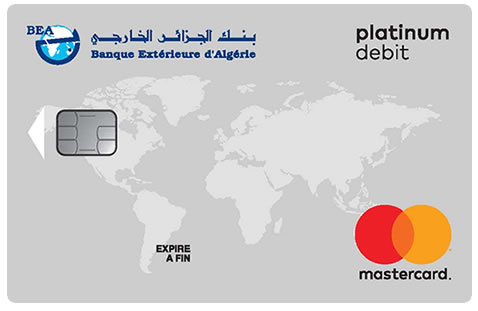 BEA
بنك الجزائر الخارجي
Banque Extérieure d'Algérie
platinum
debit
EXPIRE
A FIN
mastercard.